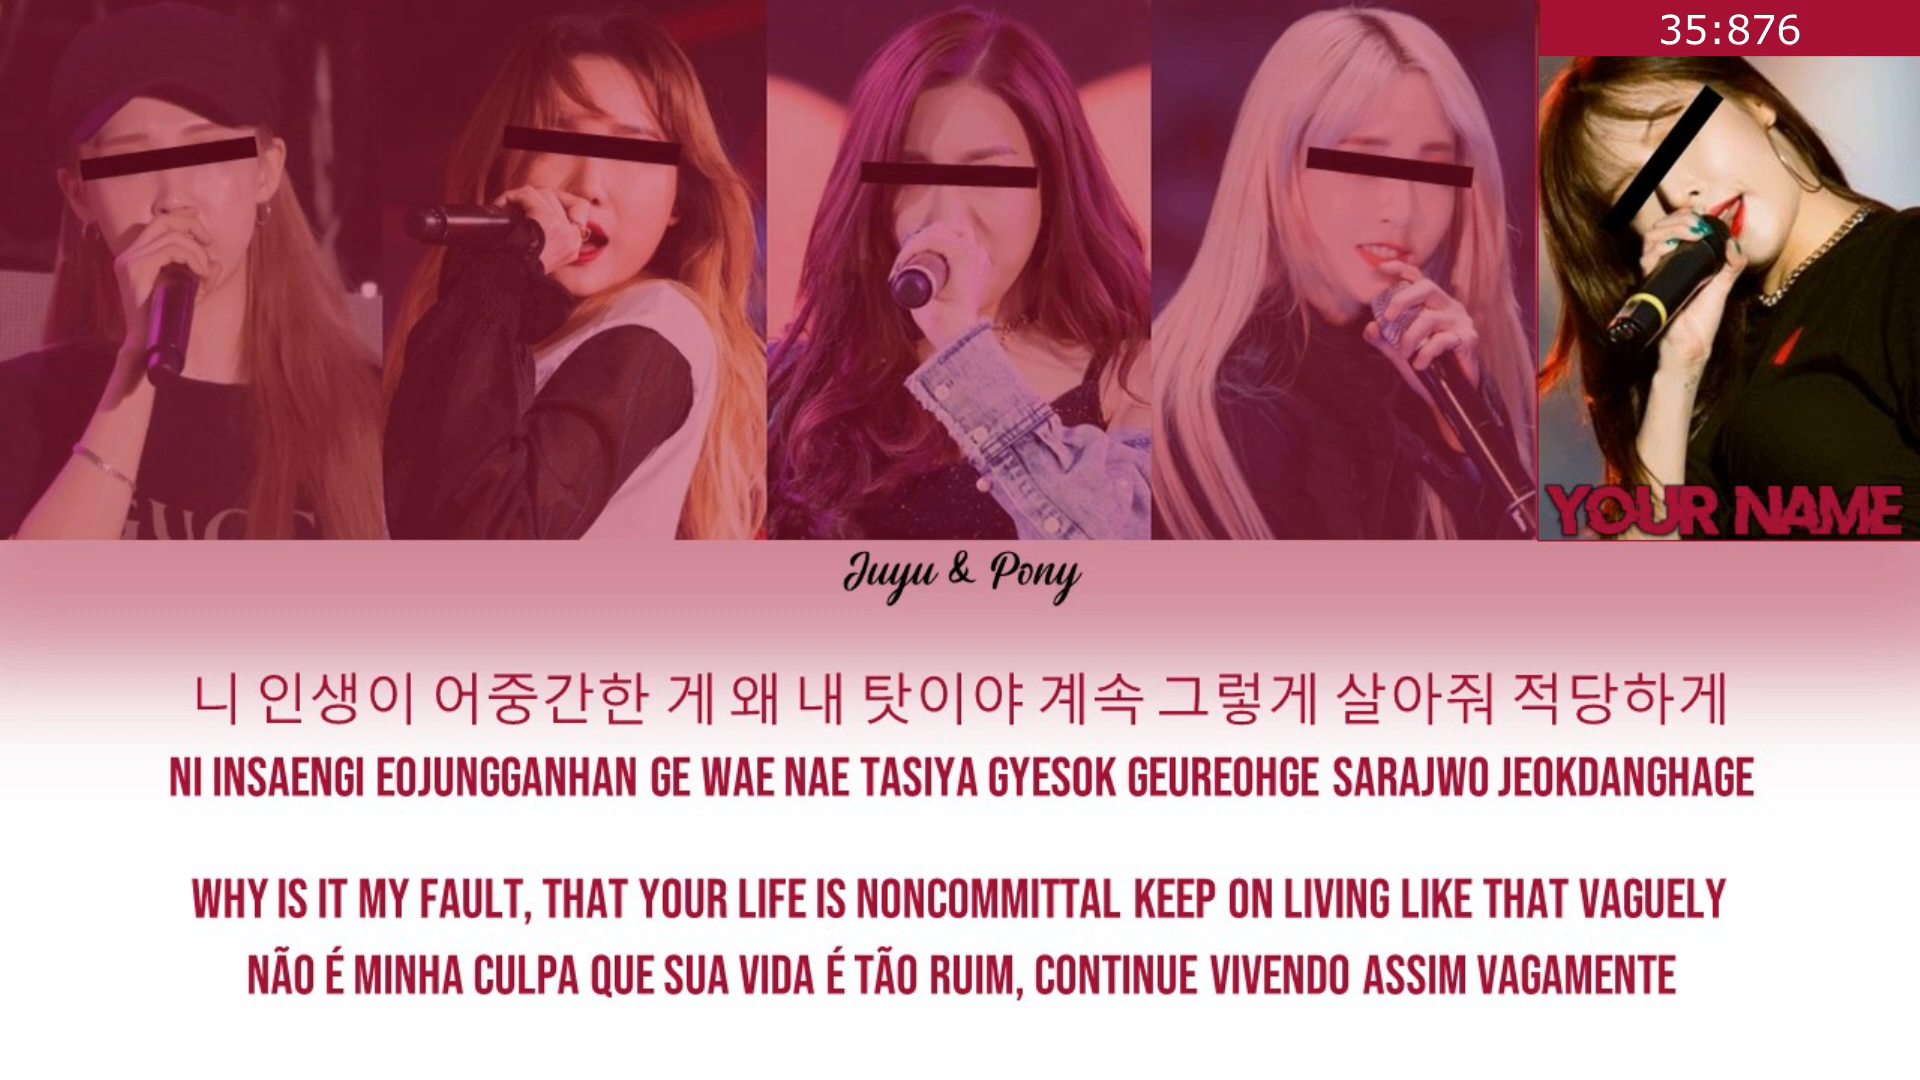 35:876
GUCC
YOUR NAME
Juyu & Pony
니 인생이 어중간한 게 왜 내 탓이야 계속 그렇게 살아줘 적당하게
NI INSAENGI EOJUNGGANHAN GE WAE NAE TASIYA GYESOK GEUREOHGE SARAJWO JEOKDANGHAGE
WHY IS IT MY FAULT, THAT YOUR LIFE IS NONCOMMITTAL KEEP ON LIVING LIKE THAT VAGUELY
NÃO É MINHA CULPA QUE SUA VIDA É TÃO RUIM, CONTINUE VIVENDO ASSIM VAGAMENTE